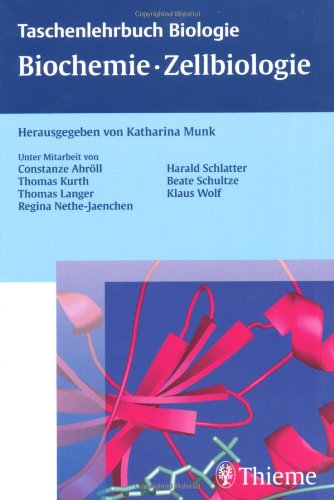 Taschenlehrbuch Biologie
Biochemie · Zellbiologie
Herausgegeben von Katharina Munk
Unter Mitarbeit von
Constanze Abröll
Thomas Kurth
Thomas Langer
Regina Nethe-Jaenchen
Harald Schlatter
Beate Schultze
Klaus Wolf
Thieme